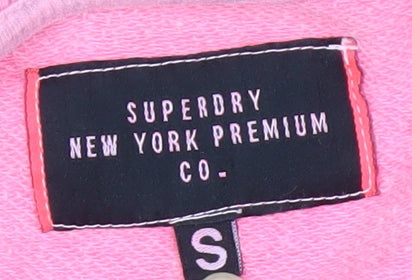 SUPERDRY
NEW YORK PREMIUM
CO.
S